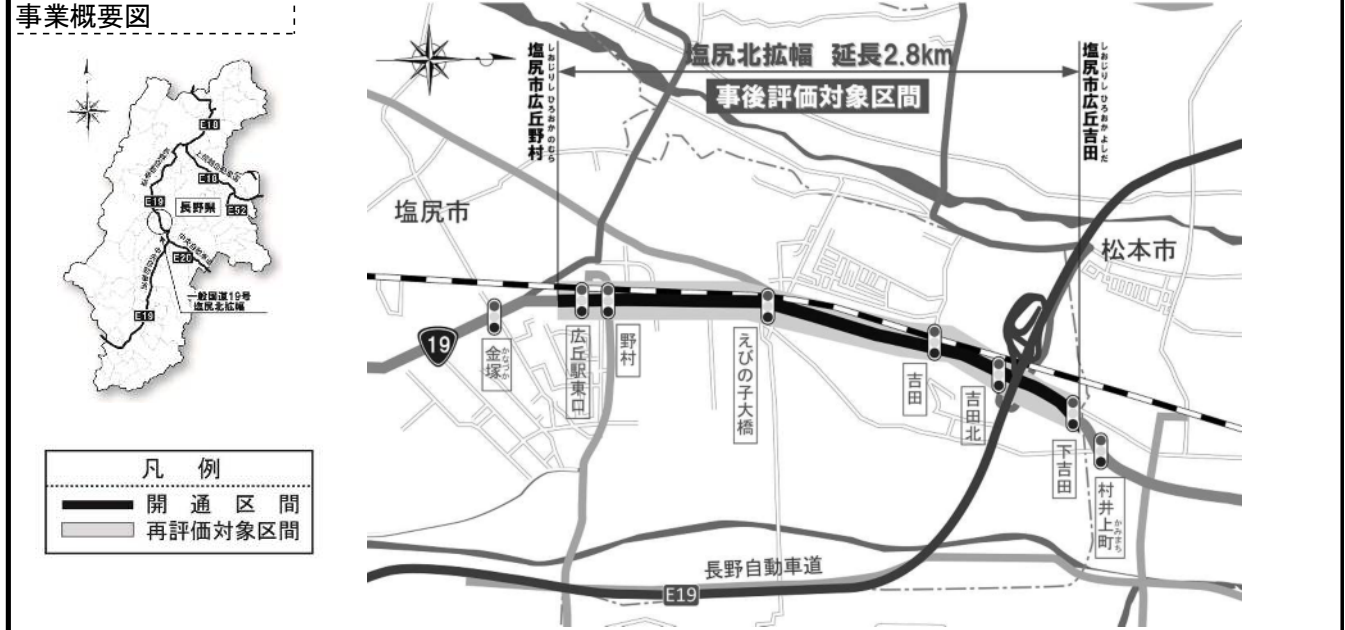 事業概要図
E18
上信越自動車道
E18
E19
長野県
E52
中央自動車道
E20
中央自動車道
一般国道19号
塩尻北拡幅
E19
凡 例
開 通 区 間
再評価対象区間
塩尻北拡幅 延長2.8km
事後評価対象区間
塩尻市広丘野村
しおじりし ひろおか のむら
塩尻市広丘吉田
しおじりし ひろおか よしだ
塩尻市
松本市
19
金塚
かなづか
広丘駅東口
野村
えびの子大橋
吉田
吉田北
下吉田
村井上町
かみまち
長野自動車道
E19